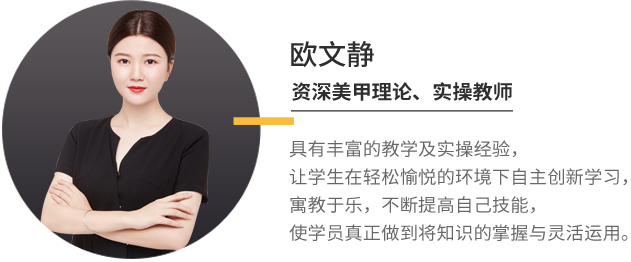 欧文静
资深美甲理论、实操教师
具有丰富的教学及实操经验，
让学生在轻松愉悦的环境下自主创新学习，
寓教于乐，不断提高自己技能，
使学员真正做到将知识的掌握与灵活运用。